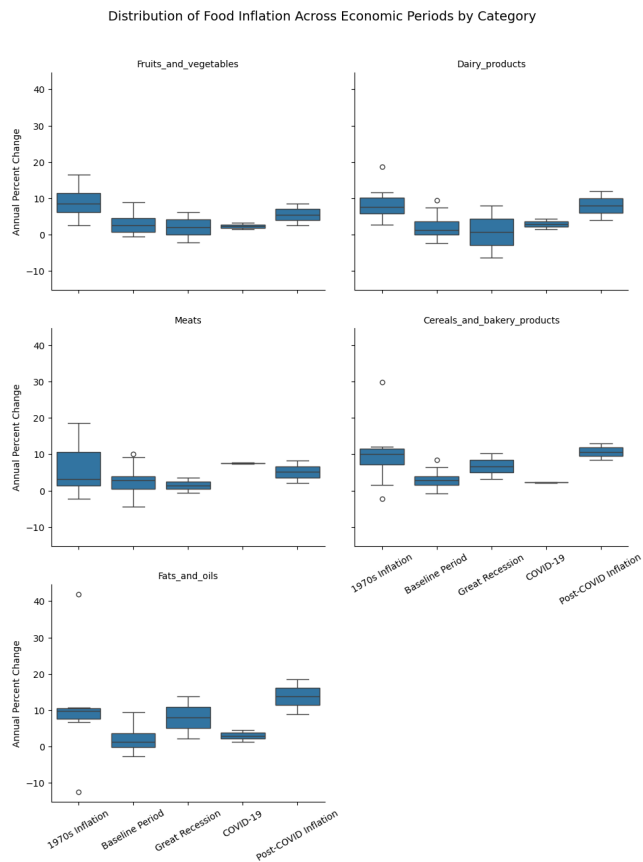 Distribution of Food Inflation Across Economic Periods by Category
Fruits_and_vegetables
Dairy_products
40
30
20
10
0
−10
Annual Percent Change
Meats
Cereals_and_bakery_products
40
30
20
10
0
−10
Annual Percent Change
1970s Inflation
Baseline Period
Great Recession
COVID-19
Post-COVID Inflation
Fats_and_oils
40
30
20
10
0
−10
Annual Percent Change
1970s Inflation
Baseline Period
Great Recession
COVID-19
Post-COVID Inflation